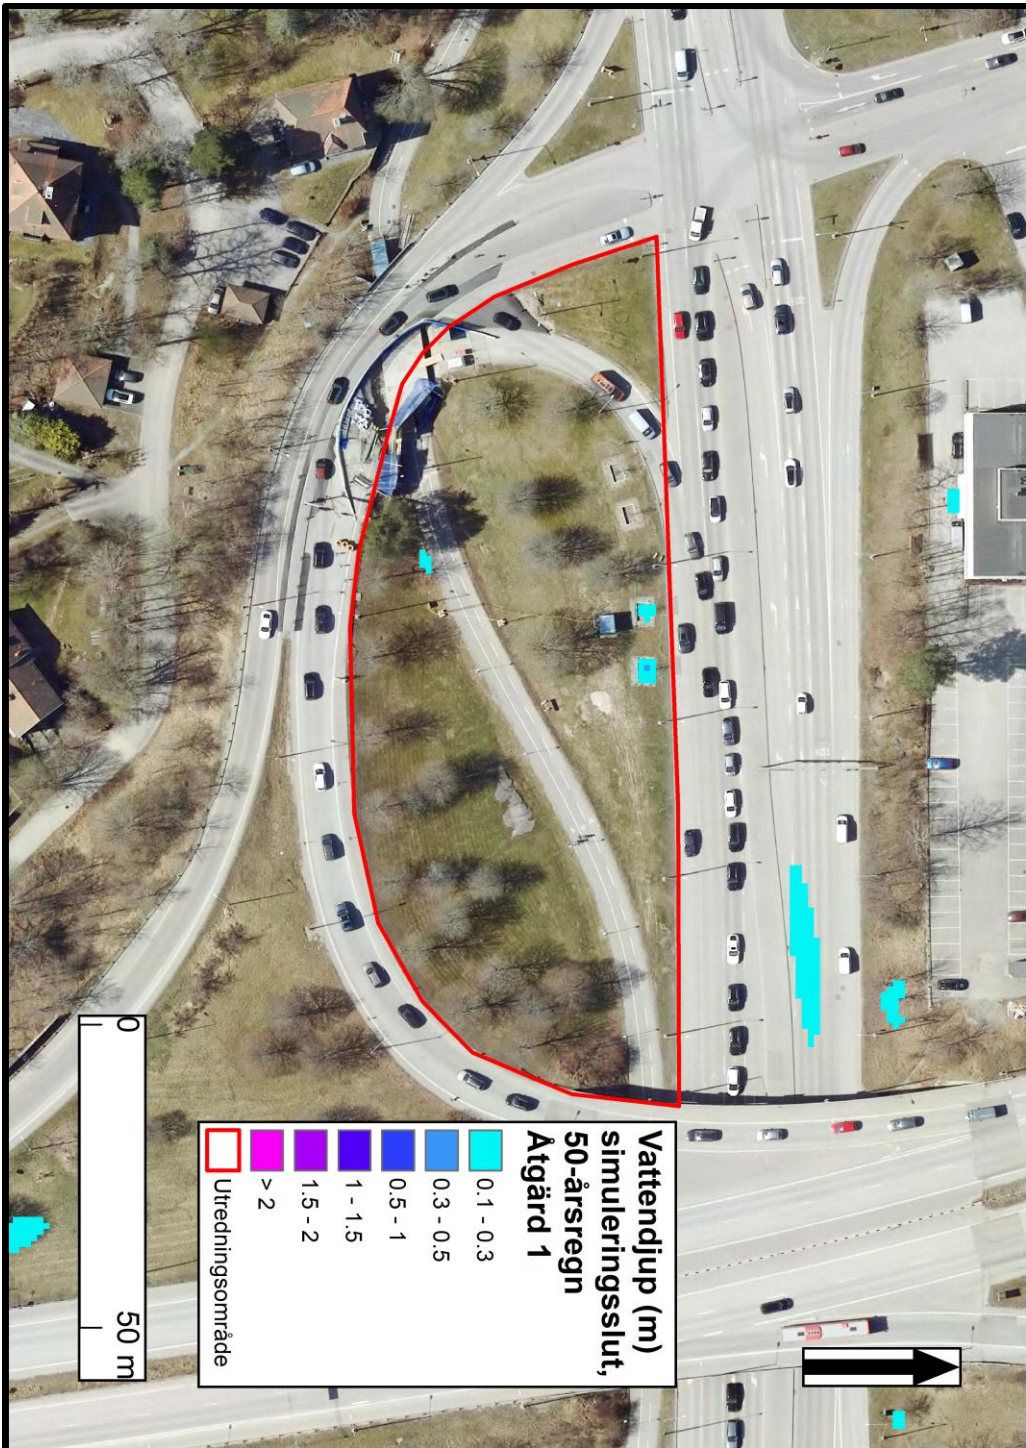 Vattendjup (m)
simuleringsslut,
50-årsregn
Åtgärd 1
0.1 - 0.3
0.3 - 0.5
0.5 - 1
1 - 1.5
1.5 - 2
> 2
Utredningsområde
0
50 m